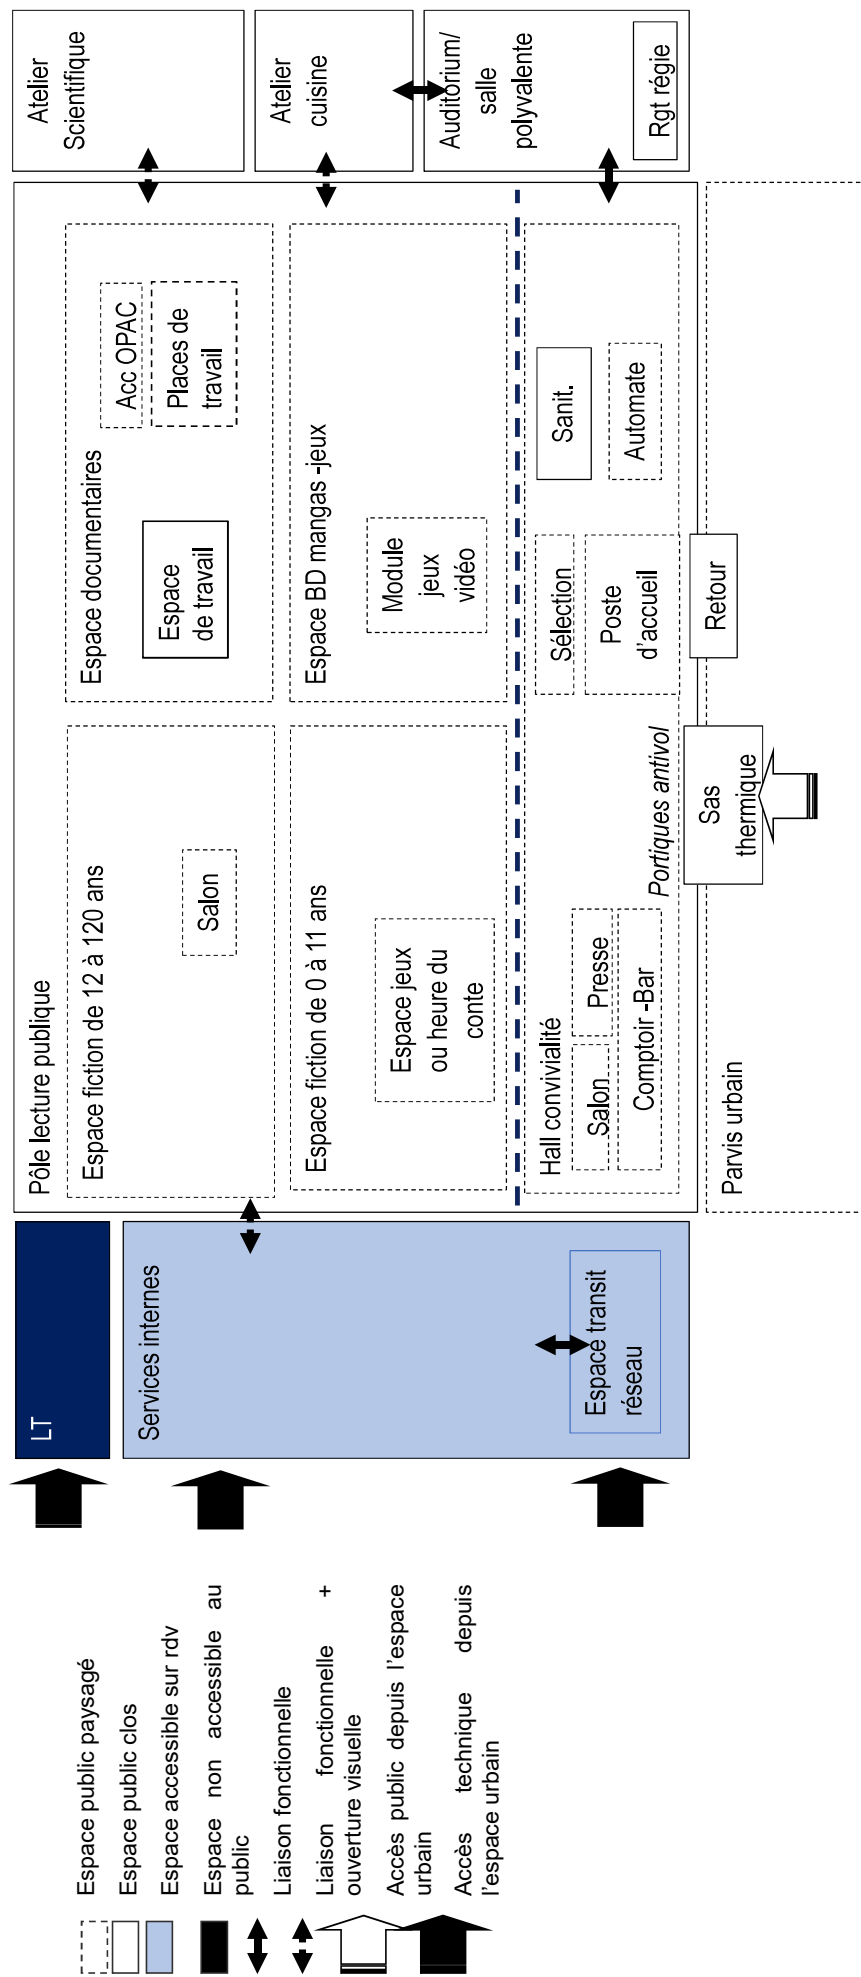 Espace public paysagé
Espace public clos
Espace accessible sur rdv
Espace non accessible au
public
Liaison fonctionnelle
Liaison fonctionnelle +
ouverture visuelle
Accès public depuis l'espace
urbain
Accès technique depuis
l'espace urbain
LT
Services internes
Espace transit
réseau
Pôle lecture publique
Espace fiction de 12 à 120 ans
Salon
Espace documentaires
Espace
de travail
Acc OPAC
Places de
travail
Espace fiction de 0 à 11 ans
Espace jeux
ou heure du
conte
Espace BD mangas -jeux
Module
jeux
vidéo
Hall convivialité
Salon
Presse
Comptoir -Bar
Portiques antivol
Sélection
Poste
d'accueil
Sanit.
Automate
Sas
thermique
Retour
Parvis urbain
Atelier
Scientifique
Atelier
cuisine
Auditorium/
salle
polyvalente
Rgt régie